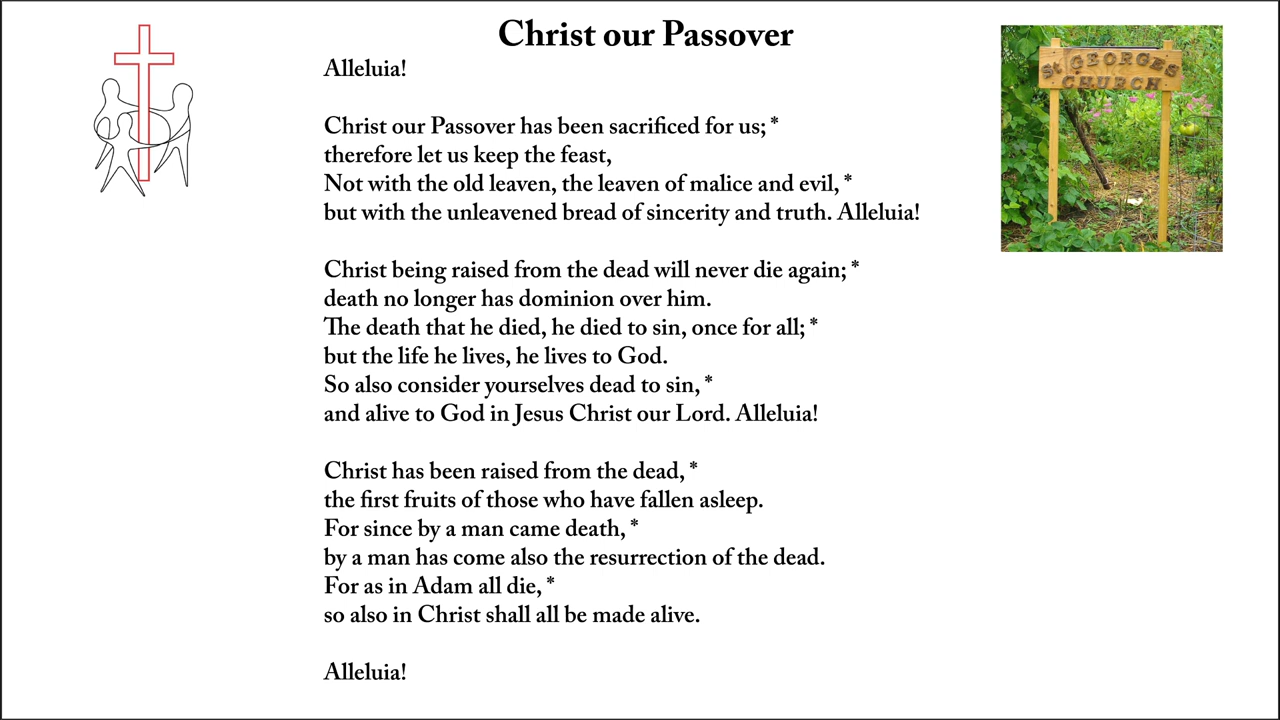 Christ our Passover
Alleluia!
Christ our Passover has been sacrificed for us; *
therefore let us keep the feast,
Not with the old leaven, the leaven of malice and evil, *
but with the unleavened bread of sincerity and truth. Alleluia!
Christ being raised from the dead will never die again; *
death no longer has dominion over him.
The death that he died, he died to sin, once for all; *
but the life he lives, he lives to God.
So also consider yourselves dead to sin, *
and alive to God in Jesus Christ our Lord. Alleluia!
Christ has been raised from the dead, *
the first fruits of those who have fallen asleep.
For since by a man came death, *
by a man has come also the resurrection of the dead.
For as in Adam all die, *
so also in Christ shall all be made alive.
Alleluia!
St GEORGES
CHURCH